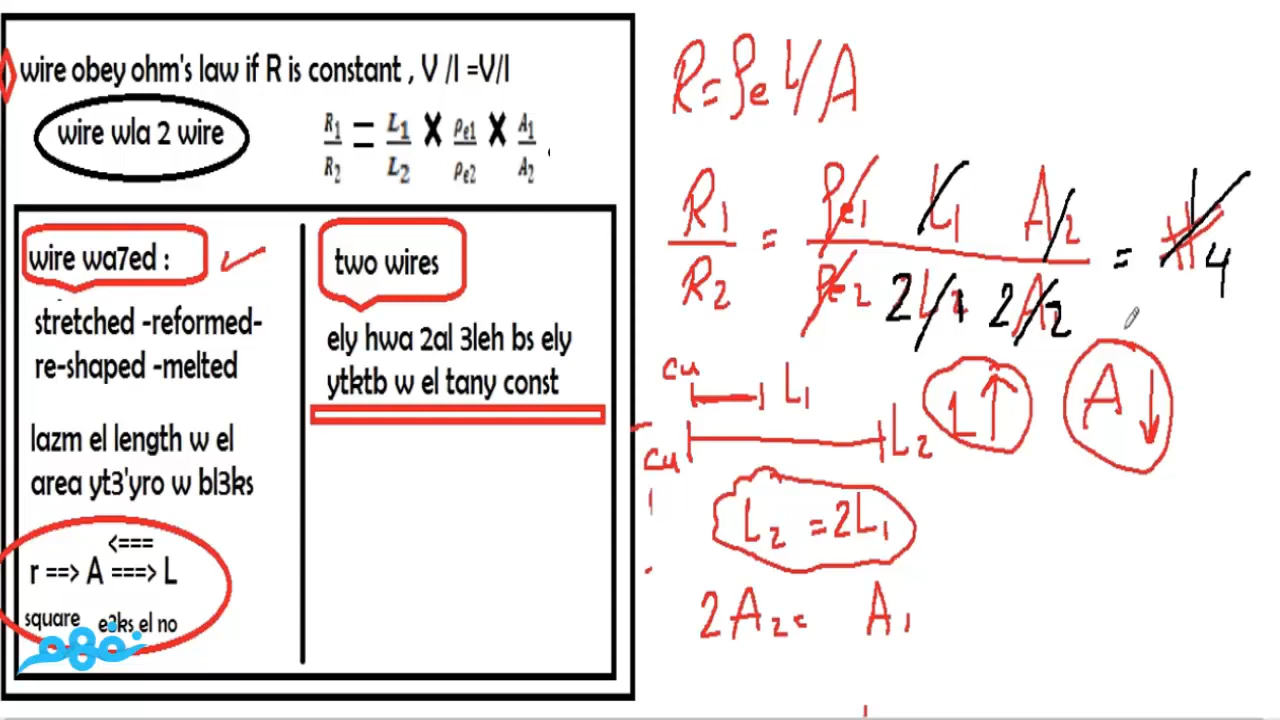 wire obey ohm's law if R is constant , V /I =V/I
wire wla 2 wire
R1/R2 = L1/L2 × ρe1/ρe2 × A1/A2
wire wa7ed :
stretched -reformed-
re-shaped -melted
lazm el length w el
area yt3'yro w bl3ks
<===
r ==> A ===> L
square e3ks el no
two wires
ely hwa 2al 3leh bs ely
ytktb w el tany const
R = ρe L/A
R1/R2 = ρe1 L1 A2 / ρe2 2L1 2A2 = 1/4
cu L1
cu L2
L↑ A↓
L2 = 2L1
2A2 = A1